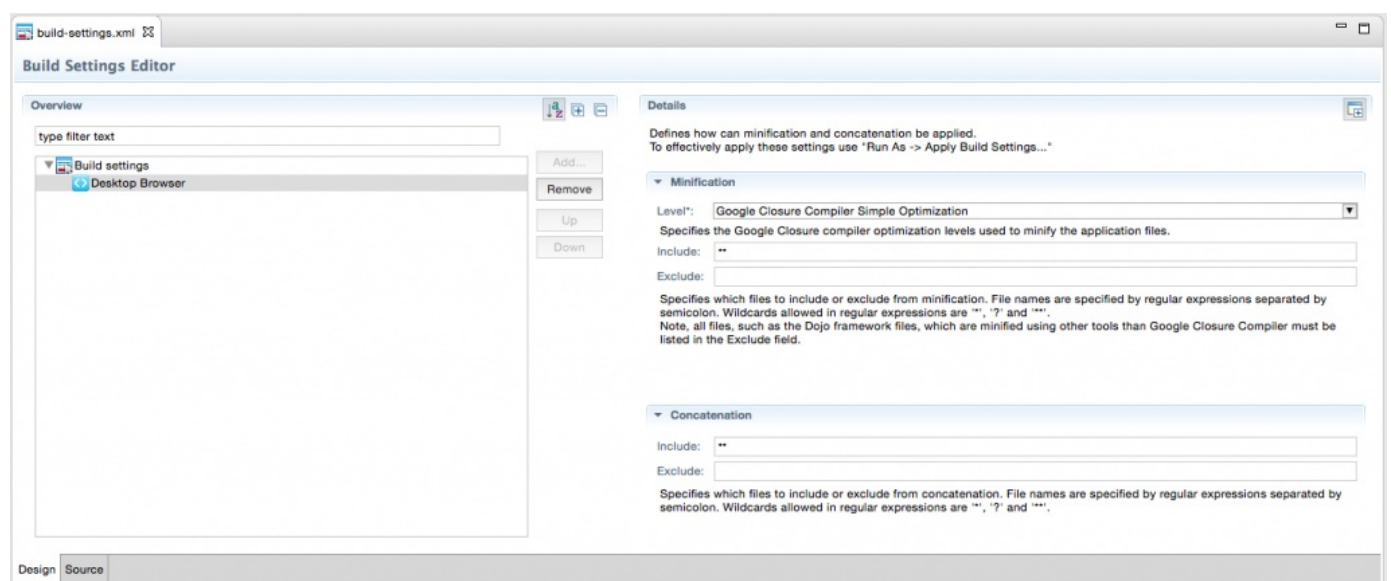 build-settings.xml
Build Settings Editor
Overview
type filter text
Build settings
Desktop Browser
Add...
Remove
Up
Down
Details
Defines how can minification and concatenation be applied.
To effectively apply these settings use "Run As -> Apply Build Settings..."
Minification
Level*: Google Closure Compiler Simple Optimization
Specifies the Google Closure compiler optimization levels used to minify the application files.
Include: **
Exclude:
Specifies which files to include or exclude from minification. File names are specified by regular expressions separated by
semicolon. Wildcards allowed in regular expressions are '*', '?' and '**'.
Note, all files, such as the Dojo framework files, which are minified using other tools than Google Closure Compiler must be
listed in the Exclude field.
Concatenation
Include: **
Exclude:
Specifies which files to include or exclude from concatenation. File names are specified by regular expressions separated by
semicolon. Wildcards allowed in regular expressions are '*', '?' and '**'.
Design Source